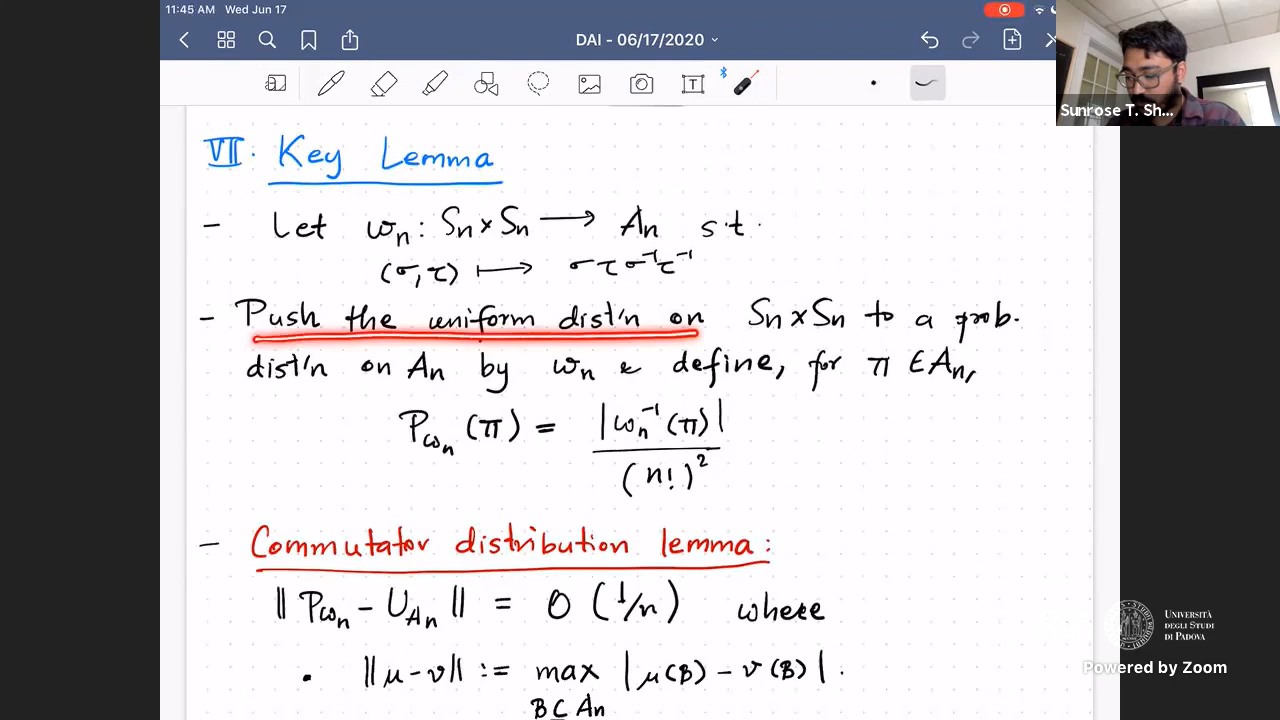 11:45 AM Wed Jun 17
DAI - 06/17/2020
T
Sunrose T. Sh...
VII. Key Lemma
- Let ωn : Sn × Sn ⟶ An s.t.
(σ, τ) ⟼ σ τ σ⁻¹ τ⁻¹
- Push the uniform dist'n on Sn × Sn to a prob.
dist'n on An by ωn & define, for π ∈ An,
Pωn (π) = |ωn⁻¹(π)| / (n!)²
- Commutator distribution lemma:
|| Pωn - UAn || = O (1/n) where
• ||μ - ν|| := max |μ(B) - ν(B)|.
B ⊆ An
UNIVERSITÀ
DEGLI STUDI
DI PADOVA
Powered by Zoom